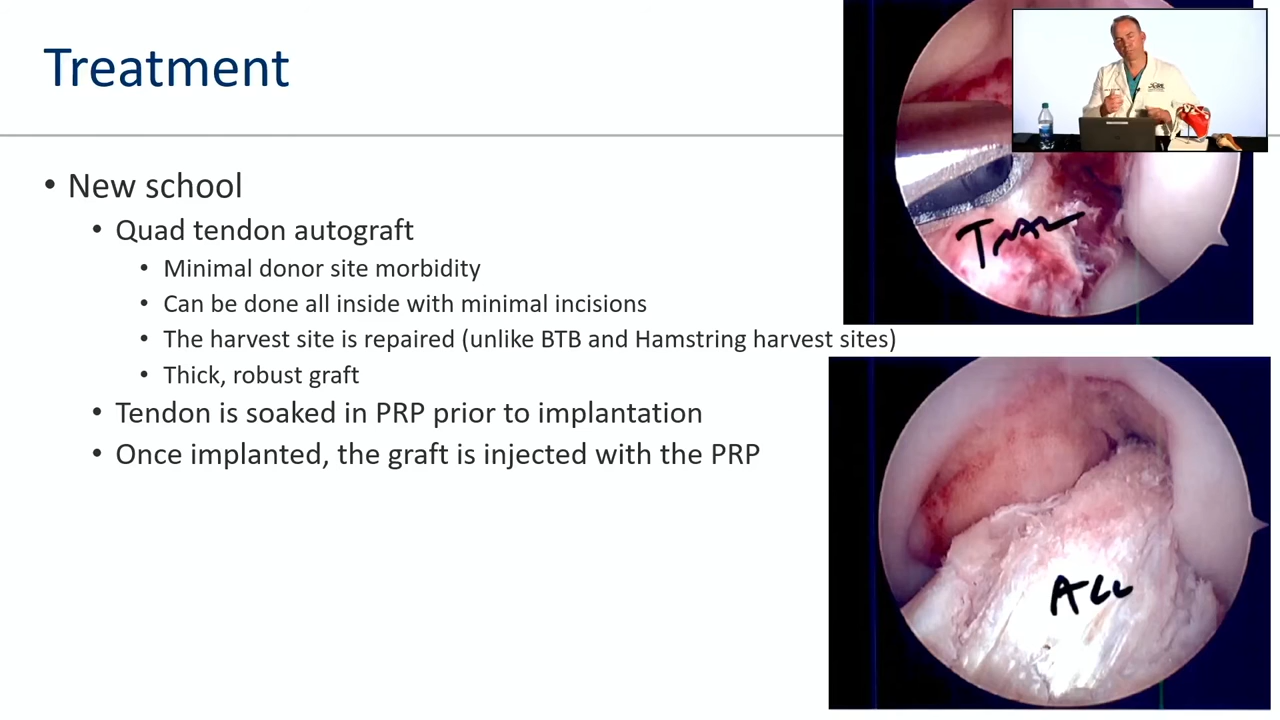 Treatment
• New school
• Quad tendon autograft
• Minimal donor site morbidity
• Can be done all inside with minimal incisions
• The harvest site is repaired (unlike BTB and Hamstring harvest sites)
• Thick, robust graft
• Tendon is soaked in PRP prior to implantation
• Once implanted, the graft is injected with the PRP
ACL